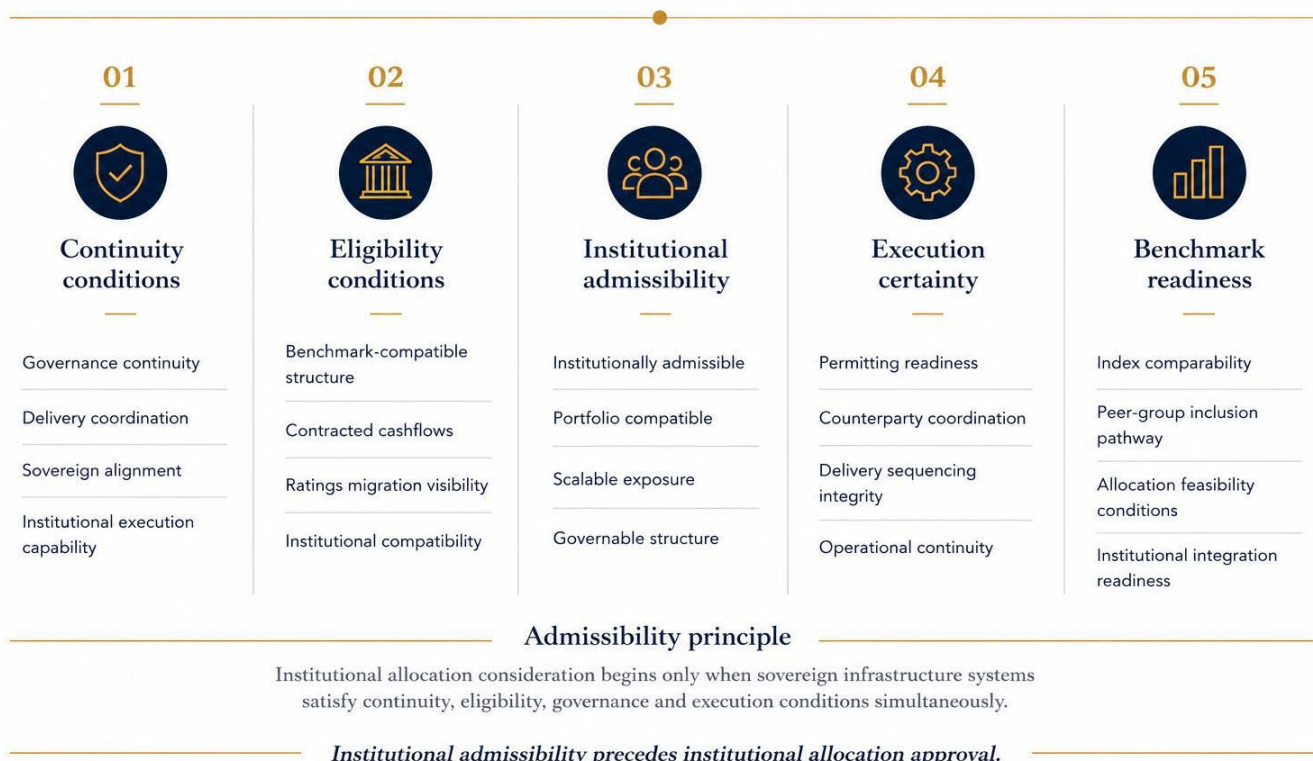 01
Continuity
conditions
Governance continuity
Delivery coordination
Sovereign alignment
Institutional execution
capability
02
Eligibility
conditions
Benchmark-compatible
structure
Contracted cashflows
Ratings migration visibility
Institutional compatibility
03
Institutional
admissibility
Institutionally admissible
Portfolio compatible
Scalable exposure
Governable structure
04
Execution
certainty
Permitting readiness
Counterparty coordination
Delivery sequencing
integrity
Operational continuity
05
Benchmark
readiness
Index comparability
Peer-group inclusion
pathway
Allocation feasibility
conditions
Institutional integration
readiness
Admissibility principle
Institutional allocation consideration begins only when sovereign infrastructure systems
satisfy continuity, eligibility, governance and execution conditions simultaneously.
Institutional admissibility precedes institutional allocation approval.